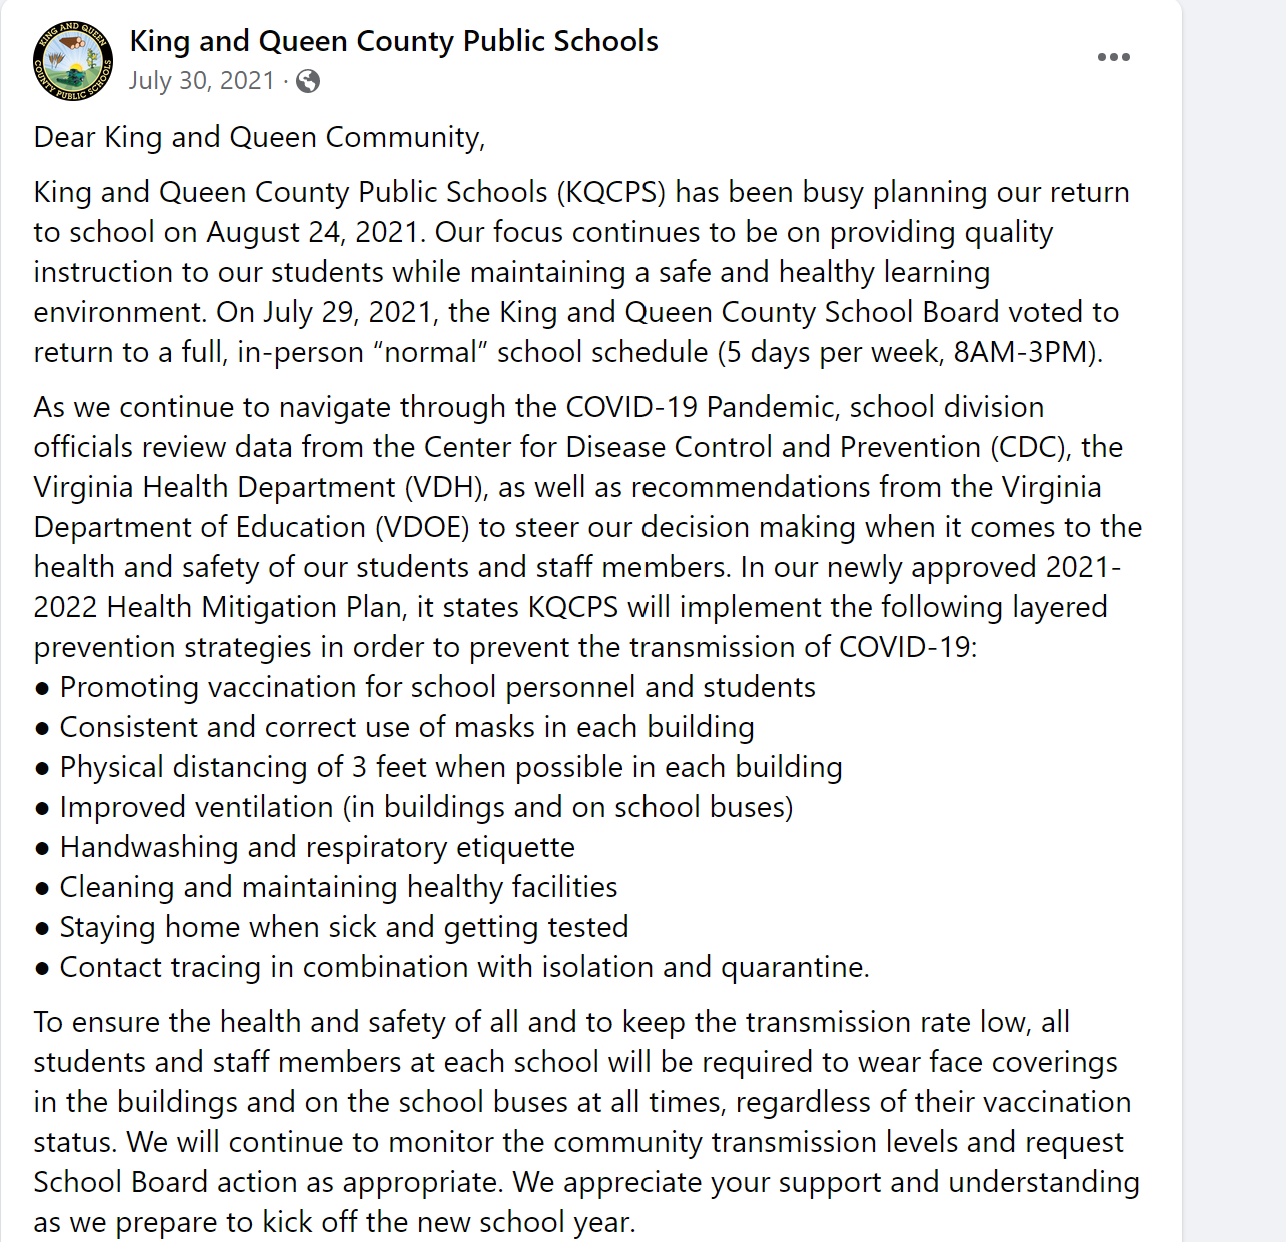 KING AND QUEEN
COUNTY PUBLIC SCHOOLS
King and Queen County Public Schools
July 30, 2021 ·
Dear King and Queen Community,
King and Queen County Public Schools (KQCPS) has been busy planning our return
to school on August 24, 2021. Our focus continues to be on providing quality
instruction to our students while maintaining a safe and healthy learning
environment. On July 29, 2021, the King and Queen County School Board voted to
return to a full, in-person “normal” school schedule (5 days per week, 8AM-3PM).
As we continue to navigate through the COVID-19 Pandemic, school division
officials review data from the Center for Disease Control and Prevention (CDC), the
Virginia Health Department (VDH), as well as recommendations from the Virginia
Department of Education (VDOE) to steer our decision making when it comes to the
health and safety of our students and staff members. In our newly approved 2021-
2022 Health Mitigation Plan, it states KQCPS will implement the following layered
prevention strategies in order to prevent the transmission of COVID-19:
● Promoting vaccination for school personnel and students
● Consistent and correct use of masks in each building
● Physical distancing of 3 feet when possible in each building
● Improved ventilation (in buildings and on school buses)
● Handwashing and respiratory etiquette
● Cleaning and maintaining healthy facilities
● Staying home when sick and getting tested
● Contact tracing in combination with isolation and quarantine.
To ensure the health and safety of all and to keep the transmission rate low, all
students and staff members at each school will be required to wear face coverings
in the buildings and on the school buses at all times, regardless of their vaccination
status. We will continue to monitor the community transmission levels and request
School Board action as appropriate. We appreciate your support and understanding
as we prepare to kick off the new school year.